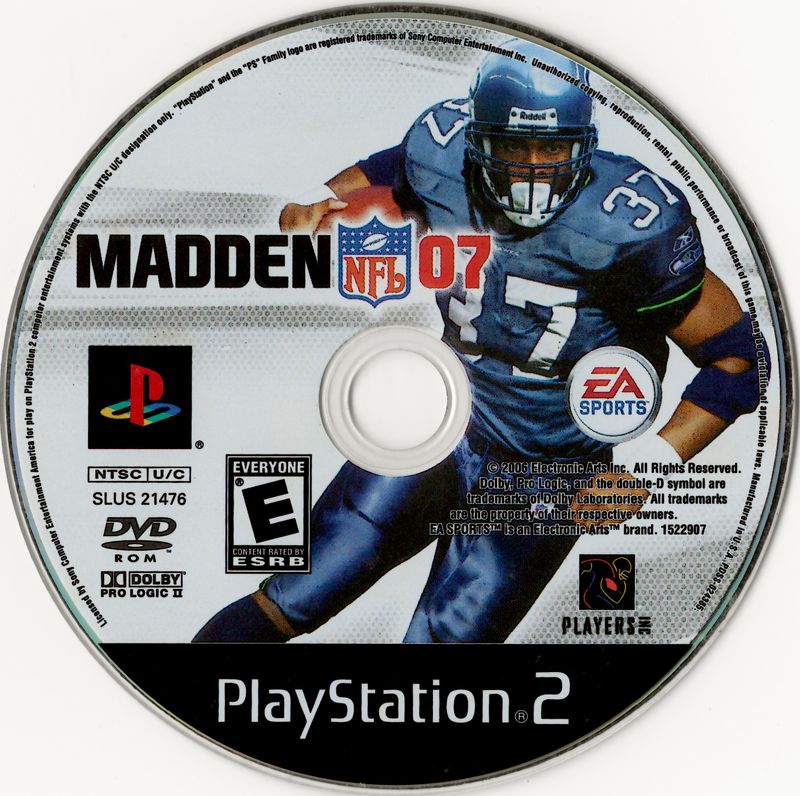 Licensed by Sony Computer Entertainment America for play on PlayStation 2 computer entertainment systems with the NTSC U/C designation only. "PlayStation" and the "PS" Family logo are registered trademarks of Sony Computer Entertainment Inc. Unauthorized copying, reproduction, rental, public performance or broadcast of this game may be a violation of applicable laws. Manufactured in U.S.A. PDSS-024385.
Riddell
37
37
37
MADDEN NFL 07
EA
SPORTS™
®
NTSC U/C
SLUS 21476
DVD
ROM
DOLBY
PRO LOGIC II
EVERYONE
E®
CONTENT RATED BY
ESRB
© 2006 Electronic Arts Inc. All Rights Reserved.
Dolby, Pro Logic, and the double-D symbol are
trademarks of Dolby Laboratories. All trademarks
are the property of their respective owners.
EA SPORTS™ is an Electronic Arts™ brand. 1522907
PLAYERS INC
PlayStation®2